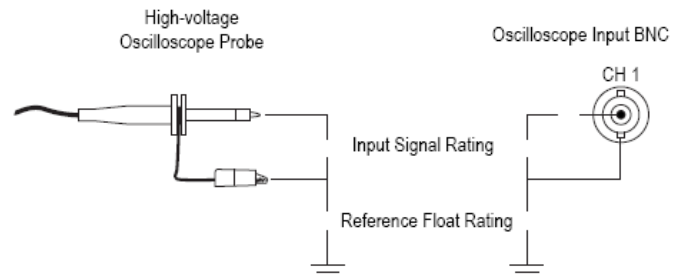 High-voltage
Oscilloscope Probe
Oscilloscope Input BNC
CH 1
Input Signal Rating
Reference Float Rating